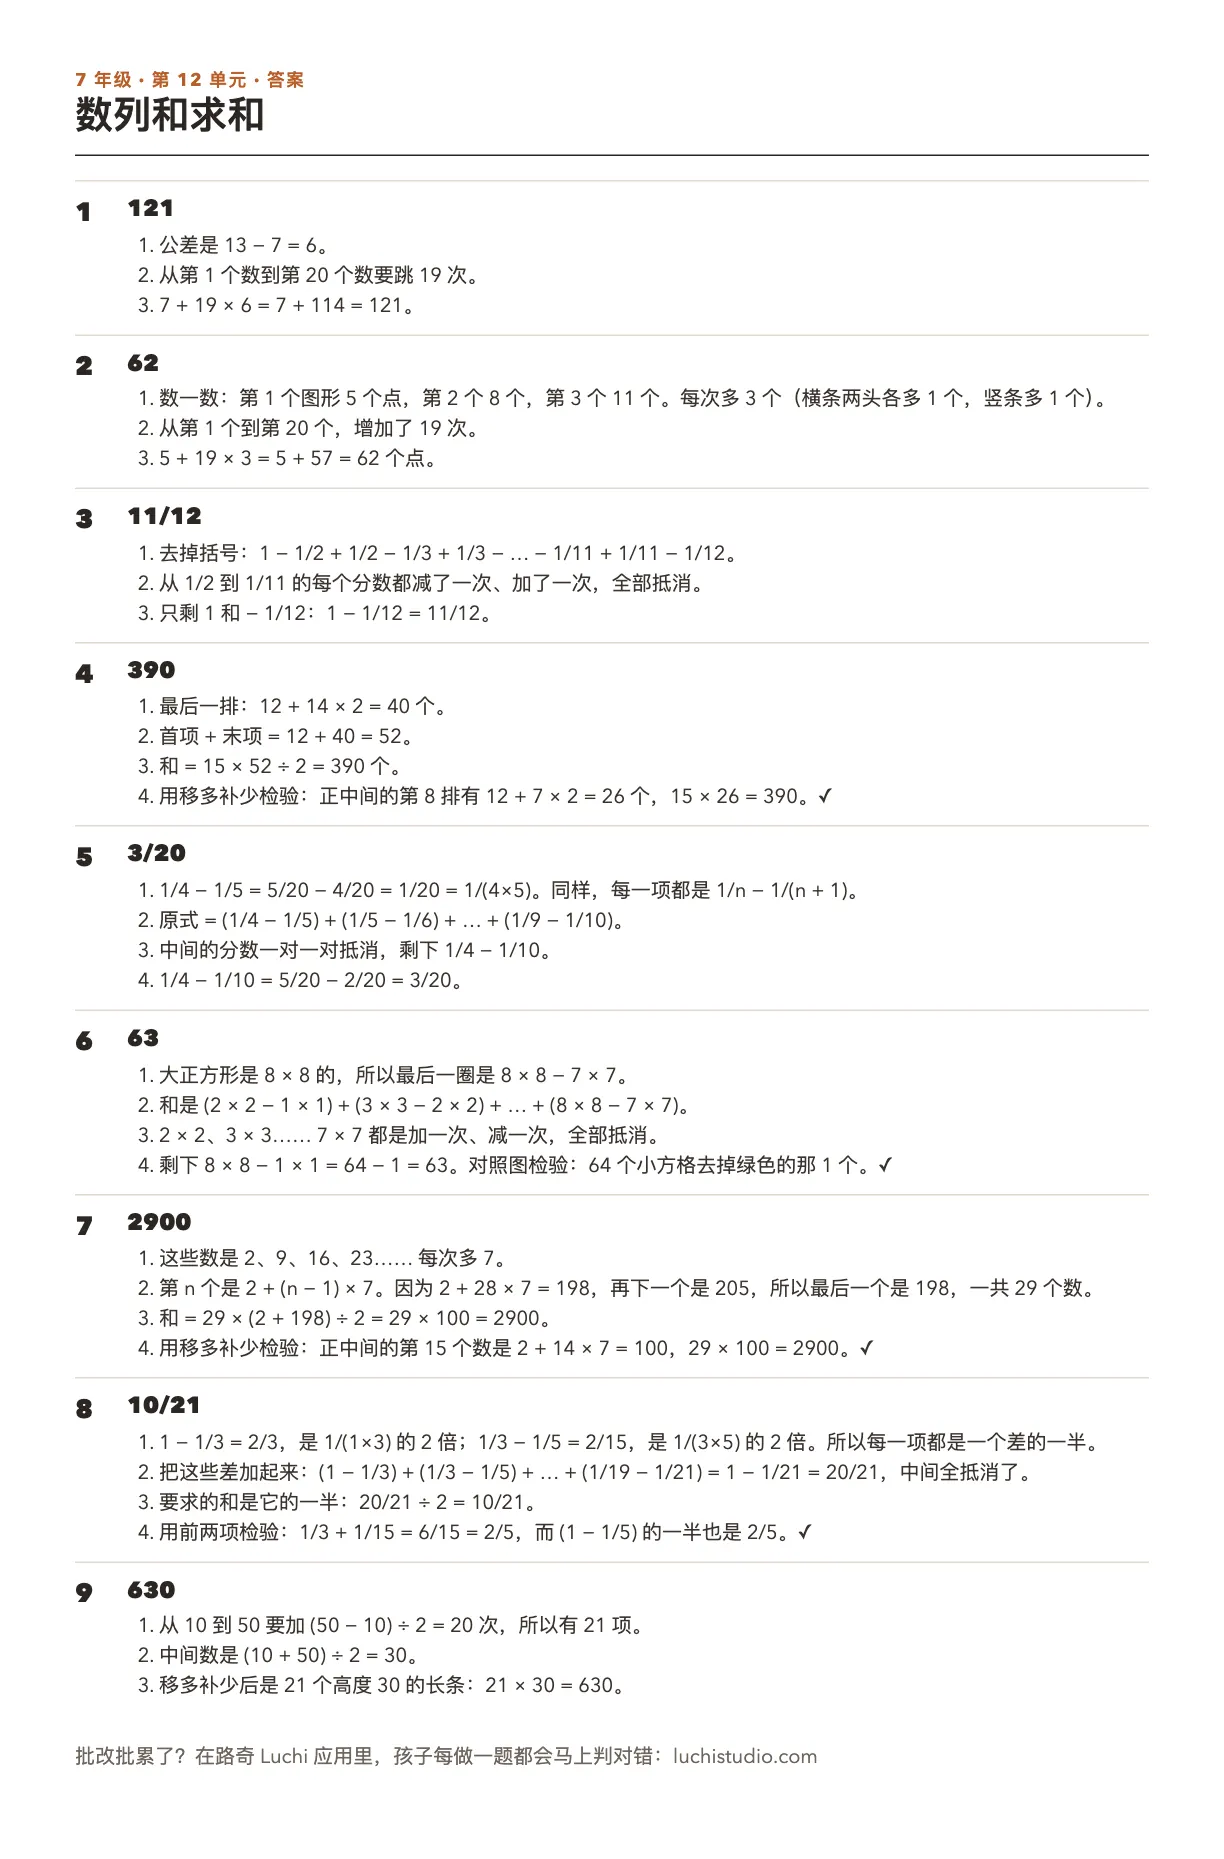 7 年级 · 第 12 单元 · 答案
数列和求和
1 121
1. 公差是 13 − 7 = 6。
2. 从第 1 个数到第 20 个数要跳 19 次。
3. 7 + 19 × 6 = 7 + 114 = 121。
2 62
1. 数一数：第 1 个图形 5 个点，第 2 个 8 个，第 3 个 11 个。每次多 3 个（横条两头各多 1 个，竖条多 1 个）。
2. 从第 1 个到第 20 个，增加了 19 次。
3. 5 + 19 × 3 = 5 + 57 = 62 个点。
3 11/12
1. 去掉括号：1 − 1/2 + 1/2 − 1/3 + 1/3 − … − 1/11 + 1/11 − 1/12。
2. 从 1/2 到 1/11 的每个分数都减了一次、加了一次，全部抵消。
3. 只剩 1 和 − 1/12：1 − 1/12 = 11/12。
4 390
1. 最后一排：12 + 14 × 2 = 40 个。
2. 首项 + 末项 = 12 + 40 = 52。
3. 和 = 15 × 52 ÷ 2 = 390 个。
4. 用移多补少检验：正中间的第 8 排有 12 + 7 × 2 = 26 个，15 × 26 = 390。✓
5 3/20
1. 1/4 − 1/5 = 5/20 − 4/20 = 1/20 = 1/(4×5)。同样，每一项都是 1/n − 1/(n + 1)。
2. 原式 = (1/4 − 1/5) + (1/5 − 1/6) + … + (1/9 − 1/10)。
3. 中间的分数一对一对抵消，剩下 1/4 − 1/10。
4. 1/4 − 1/10 = 5/20 − 2/20 = 3/20。
6 63
1. 大正方形是 8 × 8 的，所以最后一圈是 8 × 8 − 7 × 7。
2. 和是 (2 × 2 − 1 × 1) + (3 × 3 − 2 × 2) + … + (8 × 8 − 7 × 7)。
3. 2 × 2、3 × 3…… 7 × 7 都是加一次、减一次，全部抵消。
4. 剩下 8 × 8 − 1 × 1 = 64 − 1 = 63。对照图检验：64 个小方格去掉绿色的那 1 个。✓
7 2900
1. 这些数是 2、9、16、23…… 每次多 7。
2. 第 n 个是 2 + (n − 1) × 7。因为 2 + 28 × 7 = 198，再下一个是 205，所以最后一个是 198，一共 29 个数。
3. 和 = 29 × (2 + 198) ÷ 2 = 29 × 100 = 2900。
4. 用移多补少检验：正中间的第 15 个数是 2 + 14 × 7 = 100，29 × 100 = 2900。✓
8 10/21
1. 1 − 1/3 = 2/3，是 1/(1×3) 的 2 倍；1/3 − 1/5 = 2/15，是 1/(3×5) 的 2 倍。所以每一项都是一个差的一半。
2. 把这些差加起来：(1 − 1/3) + (1/3 − 1/5) + … + (1/19 − 1/21) = 1 − 1/21 = 20/21，中间全抵消了。
3. 要求的和是它的一半：20/21 ÷ 2 = 10/21。
4. 用前两项检验：1/3 + 1/15 = 6/15 = 2/5，而 (1 − 1/5) 的一半也是 2/5。✓
9 630
1. 从 10 到 50 要加 (50 − 10) ÷ 2 = 20 次，所以有 21 项。
2. 中间数是 (10 + 50) ÷ 2 = 30。
3. 移多补少后是 21 个高度 30 的长条：21 × 30 = 630。
批改批累了？在路奇 Luchi 应用里，孩子每做一题都会马上判对错：luchistudio.com